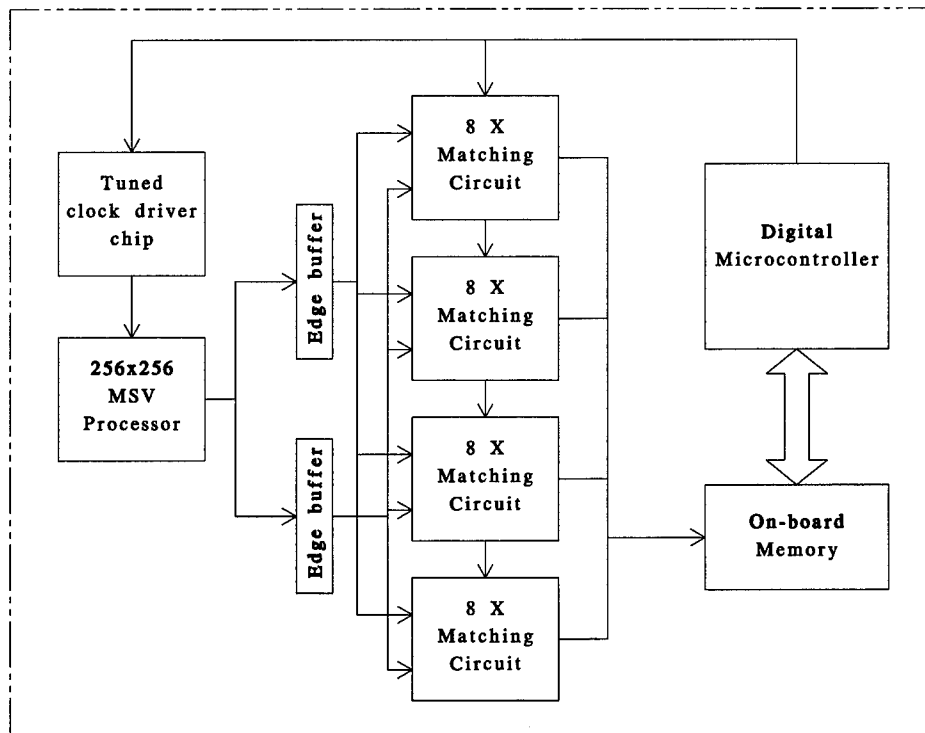 Tuned
clock driver
chip
256x256
MSV
Processor
Edge buffer
Edge buffer
8 X
Matching
Circuit
8 X
Matching
Circuit
8 X
Matching
Circuit
8 X
Matching
Circuit
Digital
Microcontroller
On-board
Memory